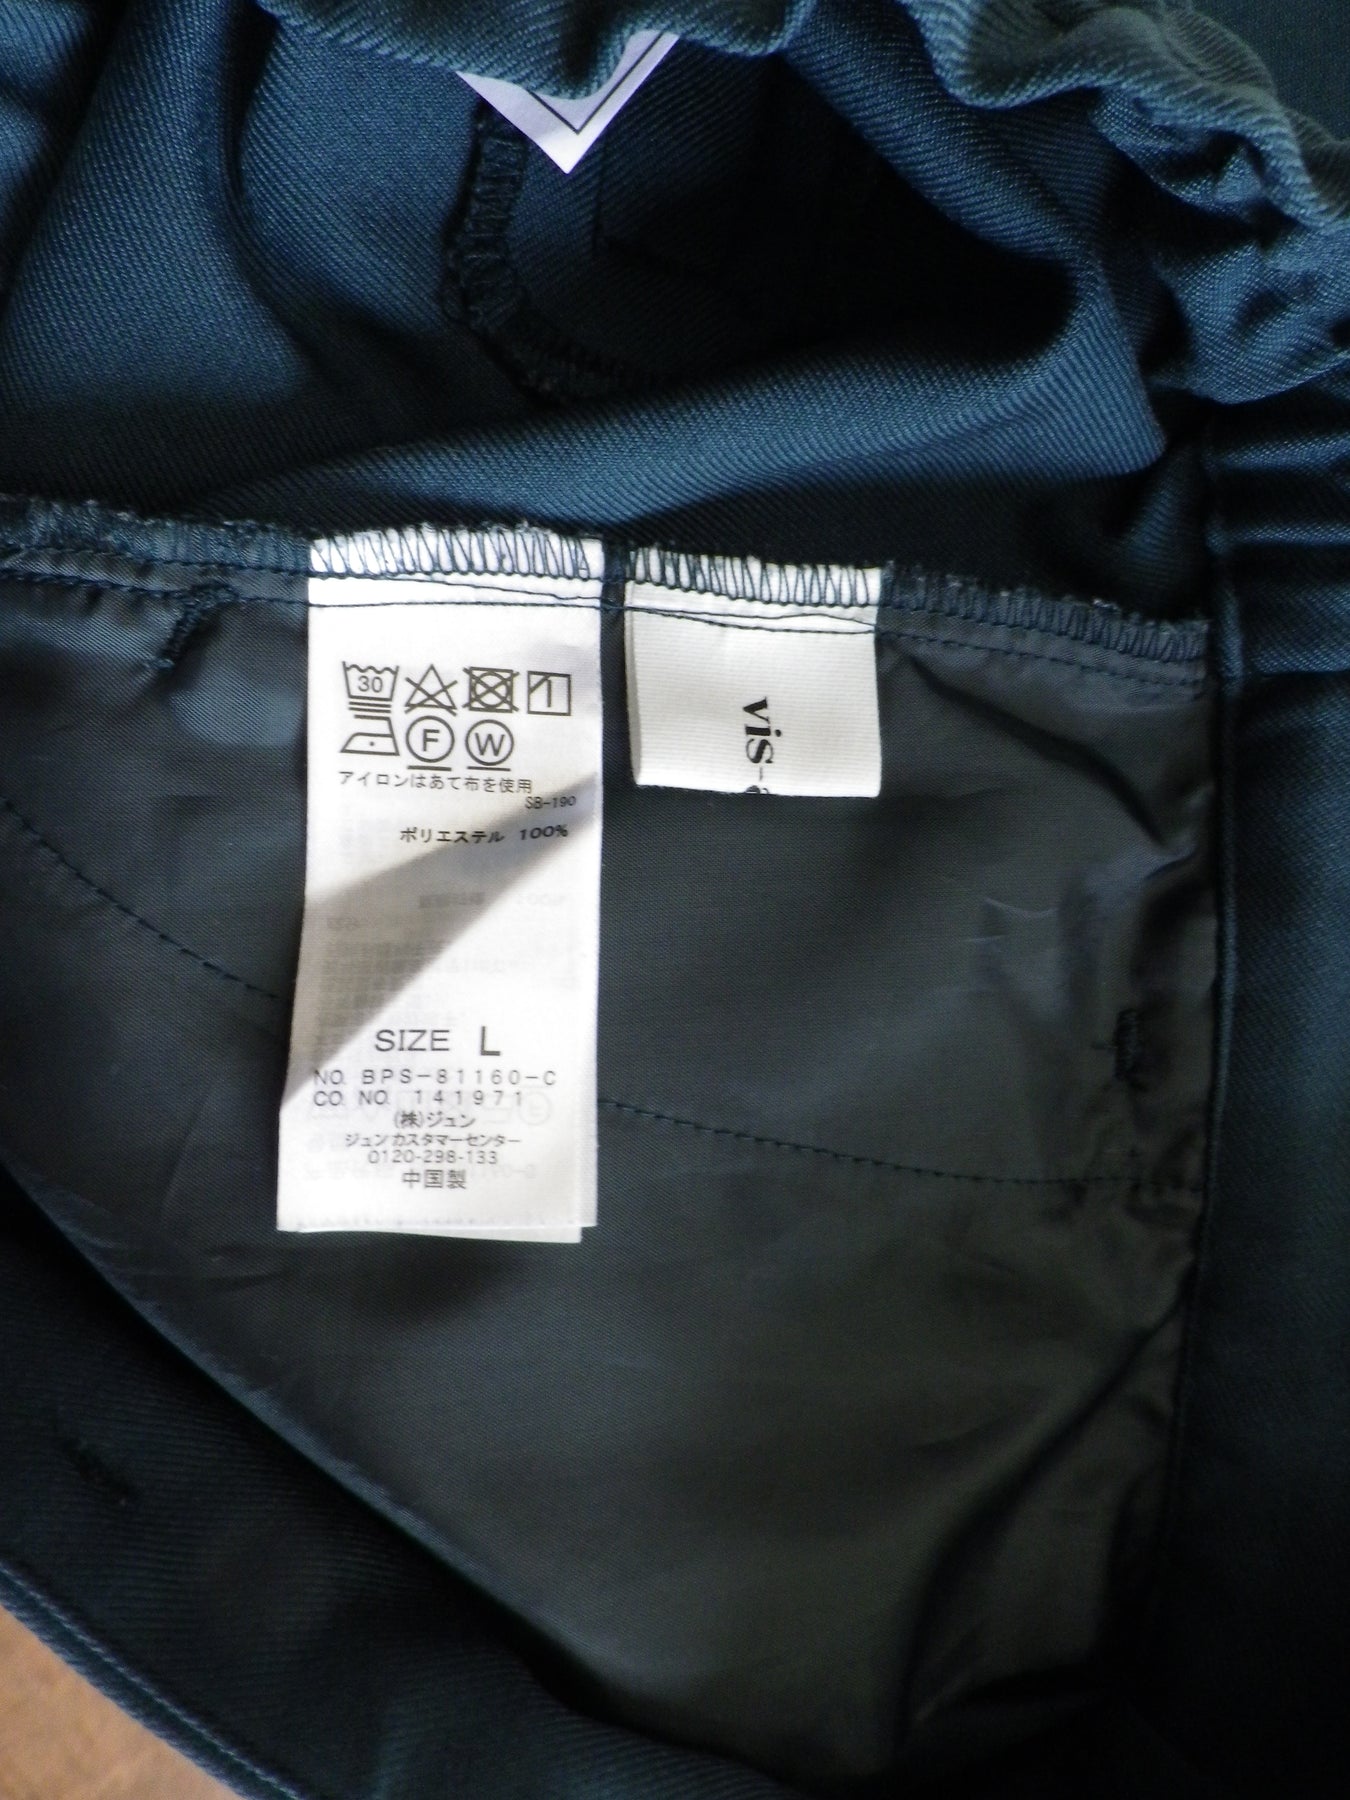 30
F W
アイロンはあて布を使用
SB-190
ポリエステル 100%
SIZE L
NO. BPS-81160-C
CO. NO. 141971
(株)ジュン
ジュンカスタマーセンター
0120-298-133
中国製
vis-